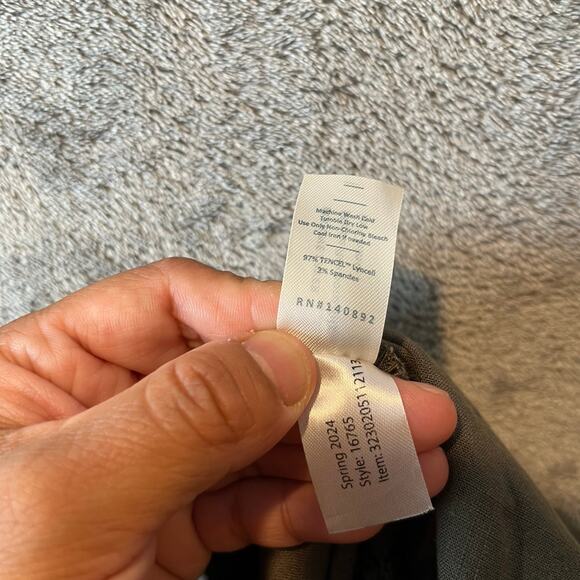 Machine Wash Cold
Tumble Dry Low
Use Only Non-Chlorine Bleach
Cool Iron if needed
97% TENCEL™ Lyocell
3% Spandex
RN#140892
Spring 2024
Style: 16765
Item: